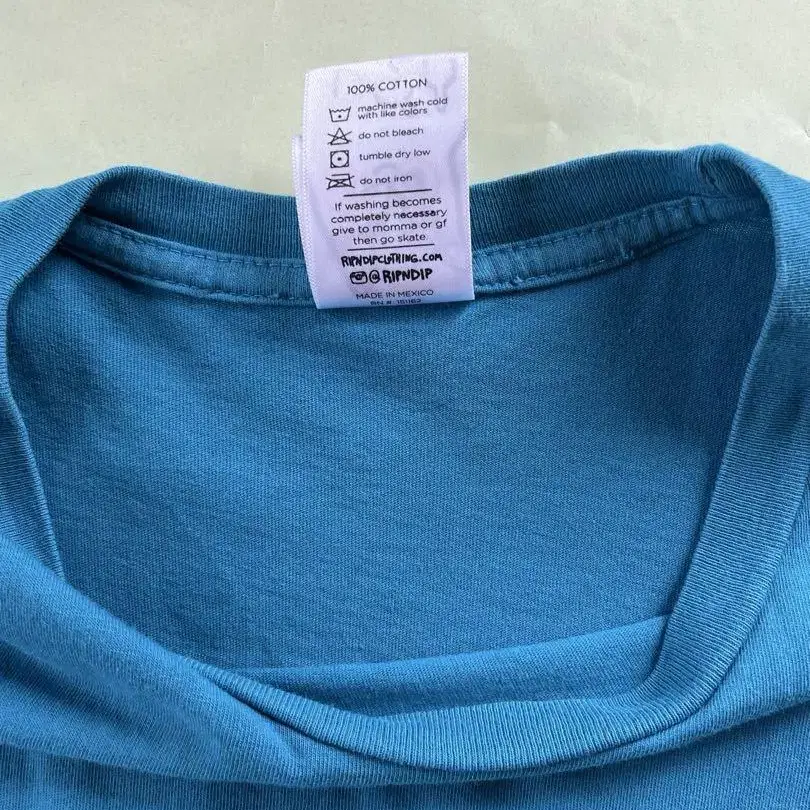 100% COTTON
machine wash cold
with like colors
do not bleach
tumble dry low
do not iron
If washing becomes
completely necessary
give to momma or gf
then go skate.
RIPNDIPCLOTHING.COM
@RIPNDIP
MADE IN MEXICO
RN #